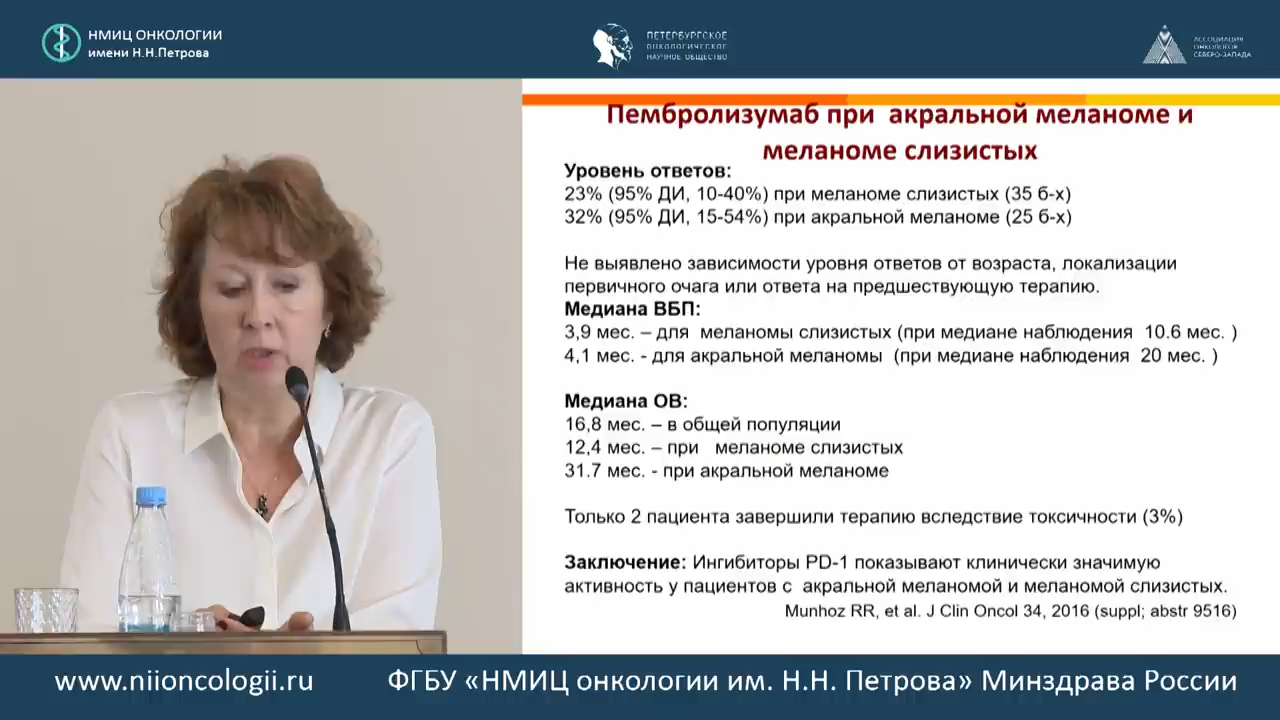 НМИЦ ОНКОЛОГИИ
имени Н.Н.Петрова
ПЕТЕРБУРГСКОЕ
ОНКОЛОГИЧЕСКОЕ
НАУЧНОЕ ОБЩЕСТВО
АССОЦИАЦИЯ
ОНКОЛОГОВ
СЕВЕРО-ЗАПАДА
Пембролизумаб при акральной меланоме и
меланоме слизистых
Уровень ответов:
23% (95% ДИ, 10-40%) при меланоме слизистых (35 б-х)
32% (95% ДИ, 15-54%) при акральной меланоме (25 б-х)
Не выявлено зависимости уровня ответов от возраста, локализации
первичного очага или ответа на предшествующую терапию.
Медиана ВБП:
3,9 мес. – для меланомы слизистых (при медиане наблюдения 10.6 мес. )
4,1 мес. - для акральной меланомы (при медиане наблюдения 20 мес. )
Медиана ОВ:
16,8 мес. – в общей популяции
12,4 мес. – при меланоме слизистых
31.7 мес. - при акральной меланоме
Только 2 пациента завершили терапию вследствие токсичности (3%)
Заключение: Ингибиторы PD-1 показывают клинически значимую
активность у пациентов с акральной меланомой и меланомой слизистых.
Munhoz RR, et al. J Clin Oncol 34, 2016 (suppl; abstr 9516)
www.niioncologii.ru
ФГБУ «НМИЦ онкологии им. Н.Н. Петрова» Минздрава России